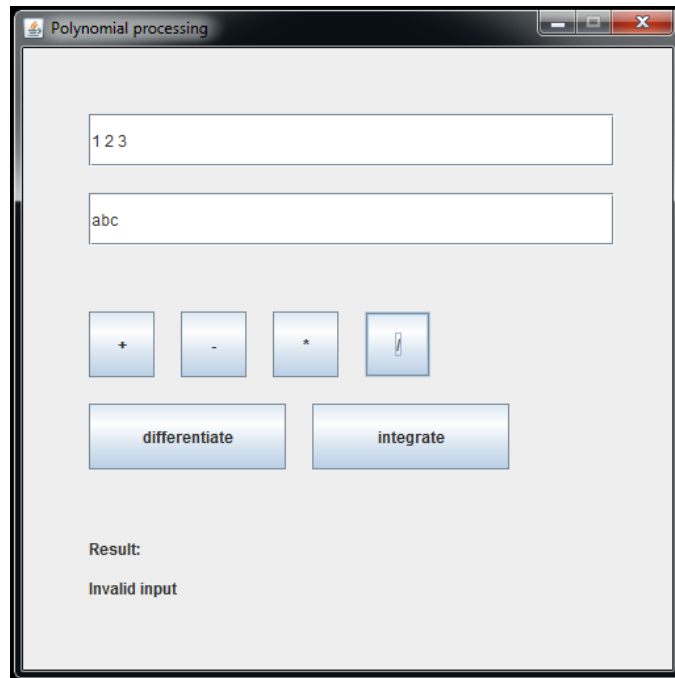 Polynomial processing
1 2 3
abc
+ - * /
differentiate integrate
Result:
Invalid input